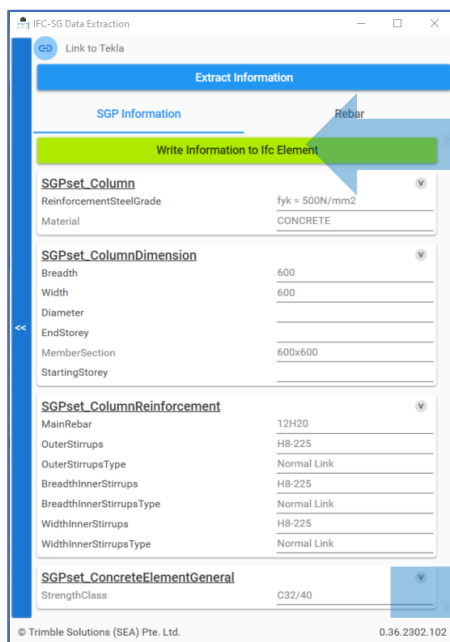 IFC-SG Data Extraction
Link to Tekla
Extract Information
SGP Information Rebar
Write Information to Ifc Element
SGPset_Column v
ReinforcementSteelGrade fyk = 500N/mm2
Material CONCRETE
SGPset_ColumnDimension v
Breadth 600
Width 600
Diameter
EndStorey
<<
MemberSection 600x600
StartingStorey
SGPset_ColumnReinforcement v
MainRebar 12H20
OuterStirrups H8-225
OuterStirrupsType Normal Link
BreadthInnerStirrups H8-225
BreadthInnerStirrupsType Normal Link
WidthInnerStirrups H8-225
WidthInnerStirrupsType Normal Link
SGPset_ConcreteElementGeneral v
StrengthClass C32/40
© Trimble Solutions (SEA) Pte. Ltd. 0.36.2302.102